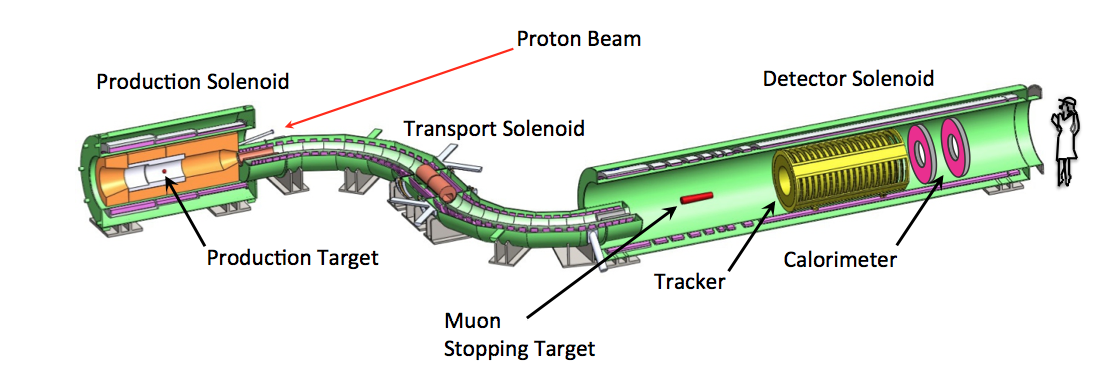 Proton Beam
Production Solenoid
Detector Solenoid
Transport Solenoid
Production Target
Calorimeter
Tracker
Muon
Stopping Target